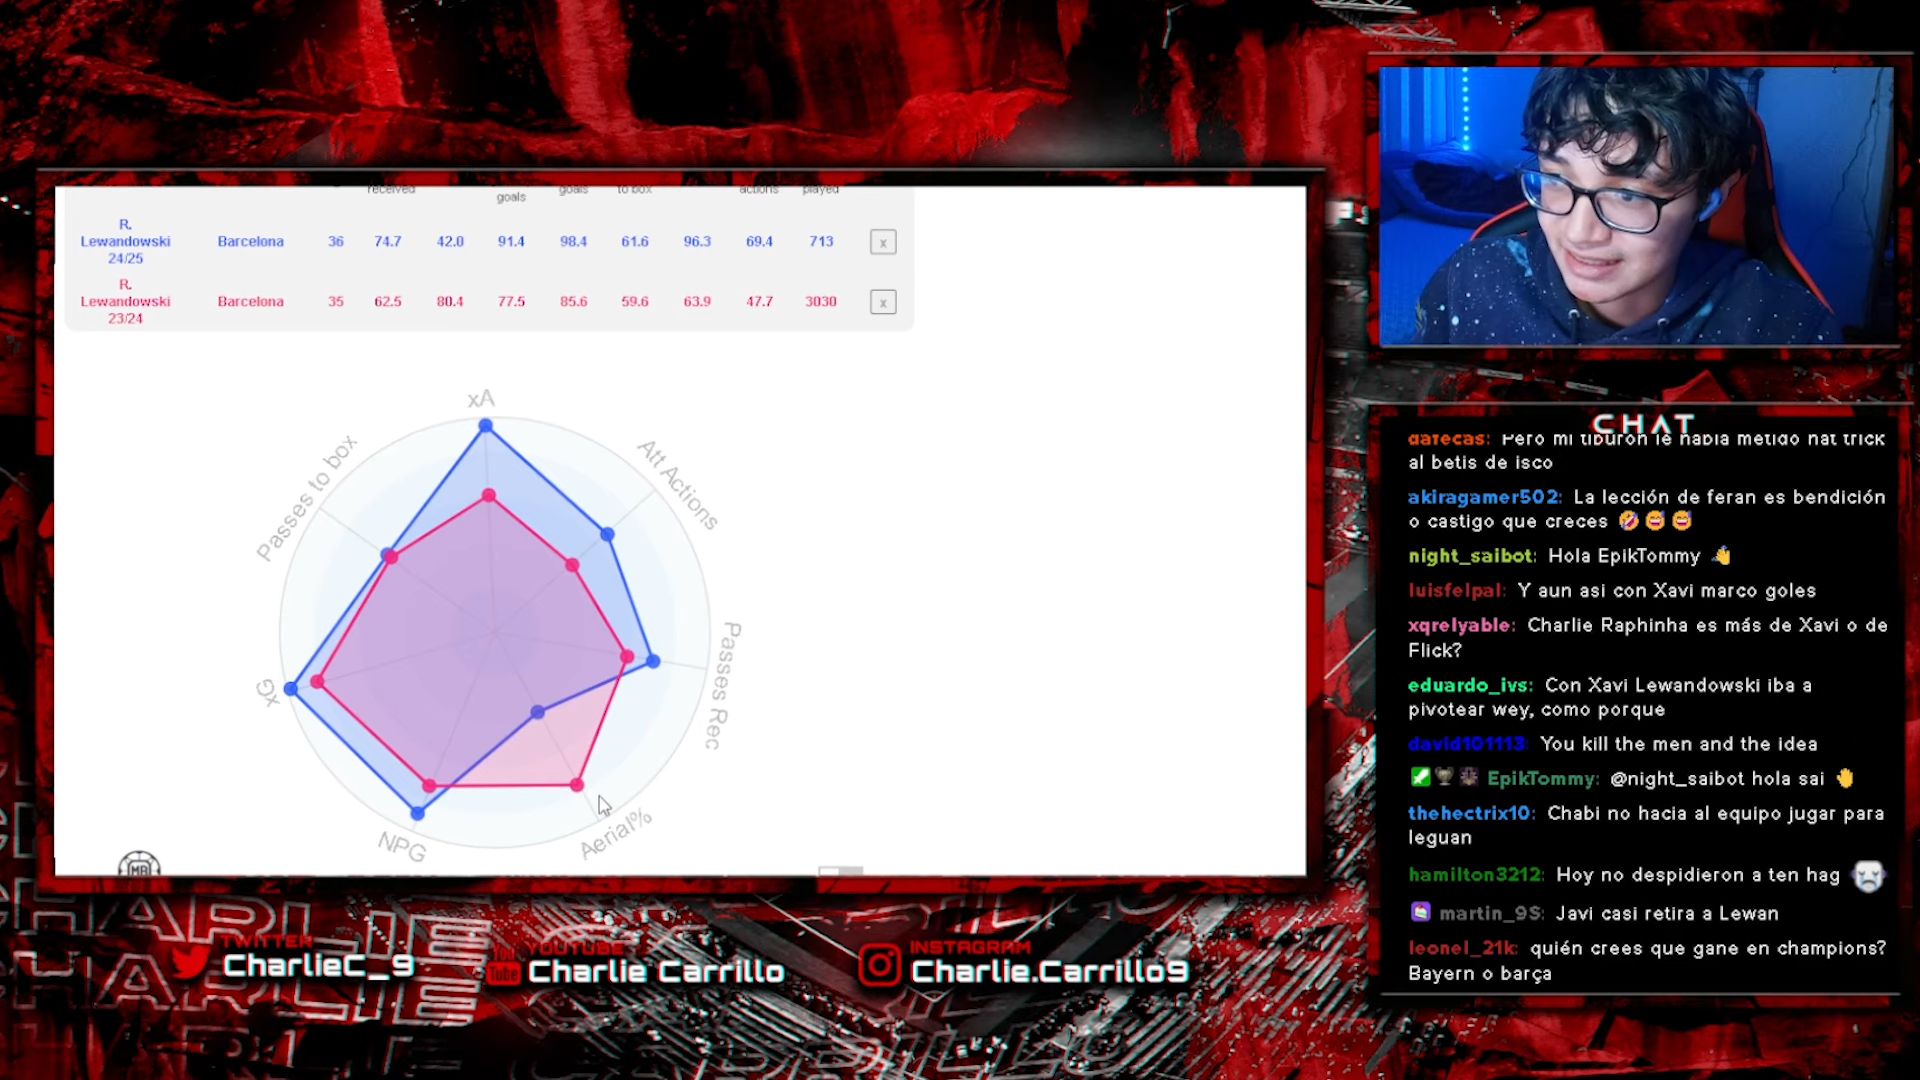 received
goals
goals
to box
actions
played
R.
Lewandowski
24/25
Barcelona 36 74.7 42.0 91.4 98.4 61.6 96.3 69.4 713 x
R.
Lewandowski
23/24
Barcelona 35 62.5 80.4 77.5 85.6 59.6 63.9 47.7 3030 x
xA
Att Actions
Passes to box
Passes Rec
xG
NPG
Aerial%
MB
CHAT
datecas: Pero mi tiburon le habia metido hat trick
al betis de isco
akiragamer502: La lección de feran es bendición
o castigo que creces
night_saibot: Hola EpikTommy
luisfelpal: Y aun asi con Xavi marco goles
xqrelyable: Charlie Raphinha es más de Xavi o de
Flick?
eduardo_ivs: Con Xavi Lewandowski iba a
pivotear wey, como porque
david101113: You kill the men and the idea
EpikTommy: @night_saibot hola sai
thehectrix10: Chabi no hacia al equipo jugar para
leguan
hamilton3212: Hoy no despidieron a ten hag
martin_9S: Javi casi retira a Lewan
leonel_21k: quién crees que gane en champions?
Bayern o barça
TWITTER
CharlieC_9
You
Tube
YOUTUBE
Charlie Carrillo
INSTAGRAM
Charlie.Carrillo9
CHARLIE
CHARLIE
CARRILLO